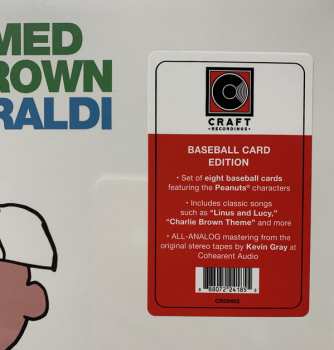 MED
ROWN
RALDI
CRAFT
RECORDINGS
BASEBALL CARD
EDITION
• Set of eight baseball cards
featuring the Peanuts® characters
• Includes classic songs
such as “Linus and Lucy,”
“Charlie Brown Theme” and more
• ALL-ANALOG mastering from the
original stereo tapes by Kevin Gray at
Cohearent Audio